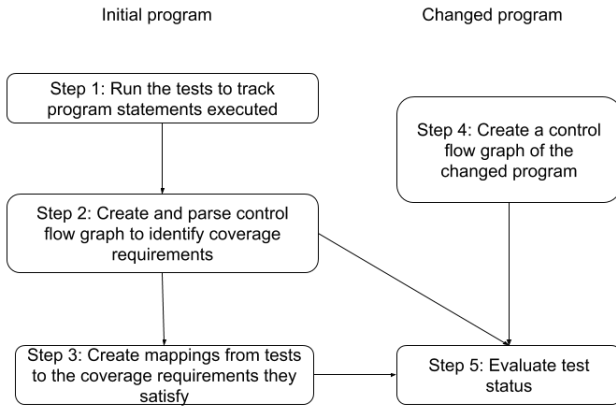 Initial program
Changed program
Step 1: Run the tests to track
program statements executed
Step 4: Create a control
flow graph of the
changed program
Step 2: Create and parse control
flow graph to identify coverage
requirements
Step 3: Create mappings from tests
to the coverage requirements they
satisfy
Step 5: Evaluate test
status